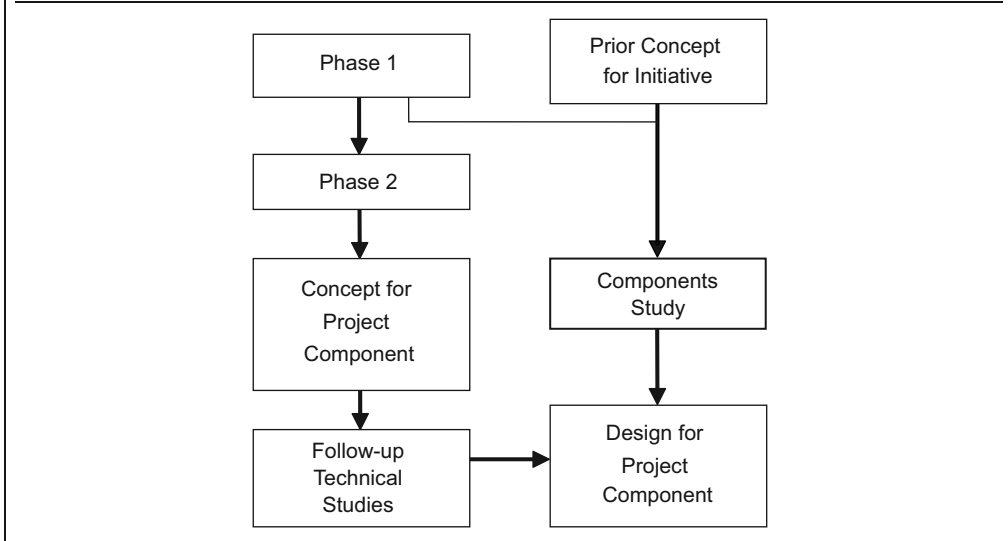 Phase 1
Prior Concept
for Initiative
Phase 2
Concept for
Project
Component
Components
Study
Follow-up
Technical
Studies
Design for
Project
Component